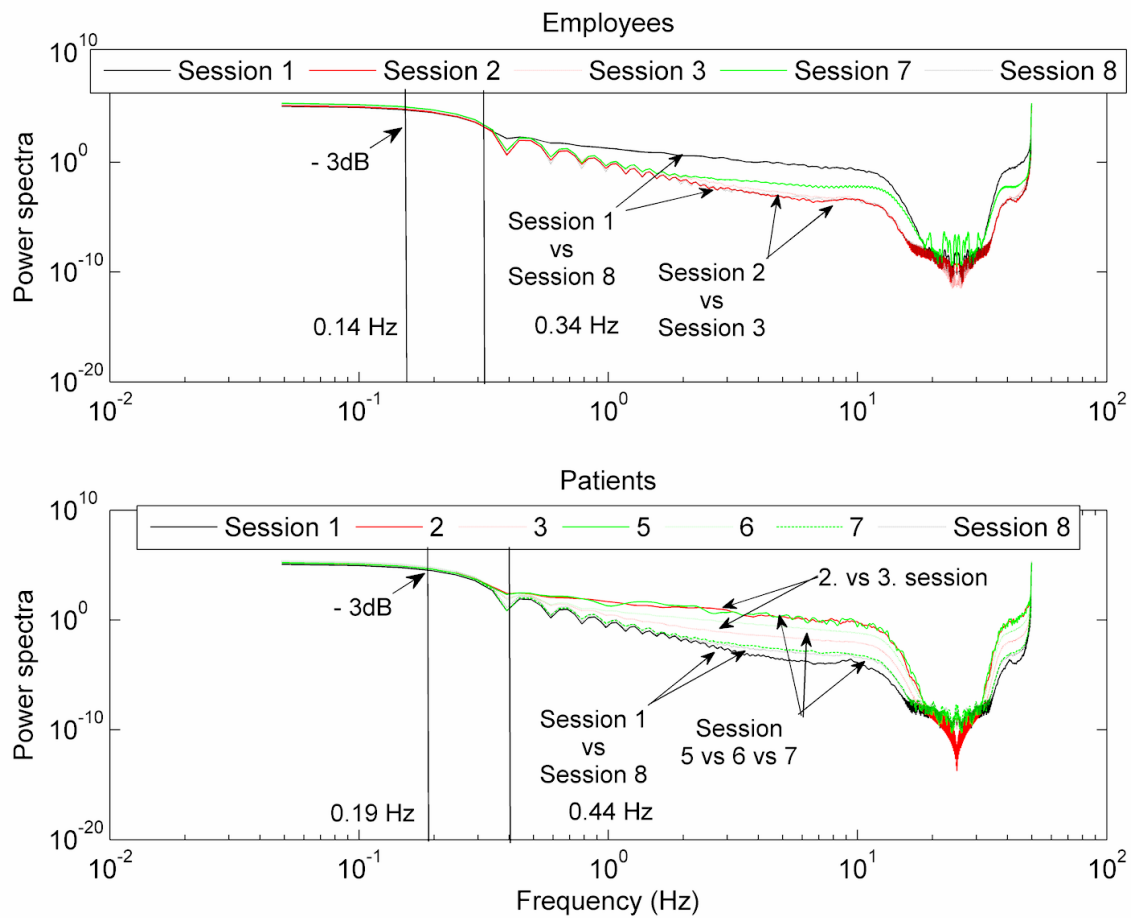 Employees
10^10
Session 1 Session 2 Session 3 Session 7 Session 8
Power spectra
10^0
- 3dB
Session 1
vs
Session 8
Session 2
vs
Session 3
10^-10
0.14 Hz
0.34 Hz
10^-20
10^-2 10^-1 10^0 10^1 10^2
Patients
10^10
Session 1 2 3 5 6 7 Session 8
Power spectra
2. vs 3. session
- 3dB
10^0
Session 1
vs
Session 8
Session
5 vs 6 vs 7
10^-10
0.19 Hz
0.44 Hz
10^-20
10^-2 10^-1 10^0 10^1 10^2
Frequency (Hz)